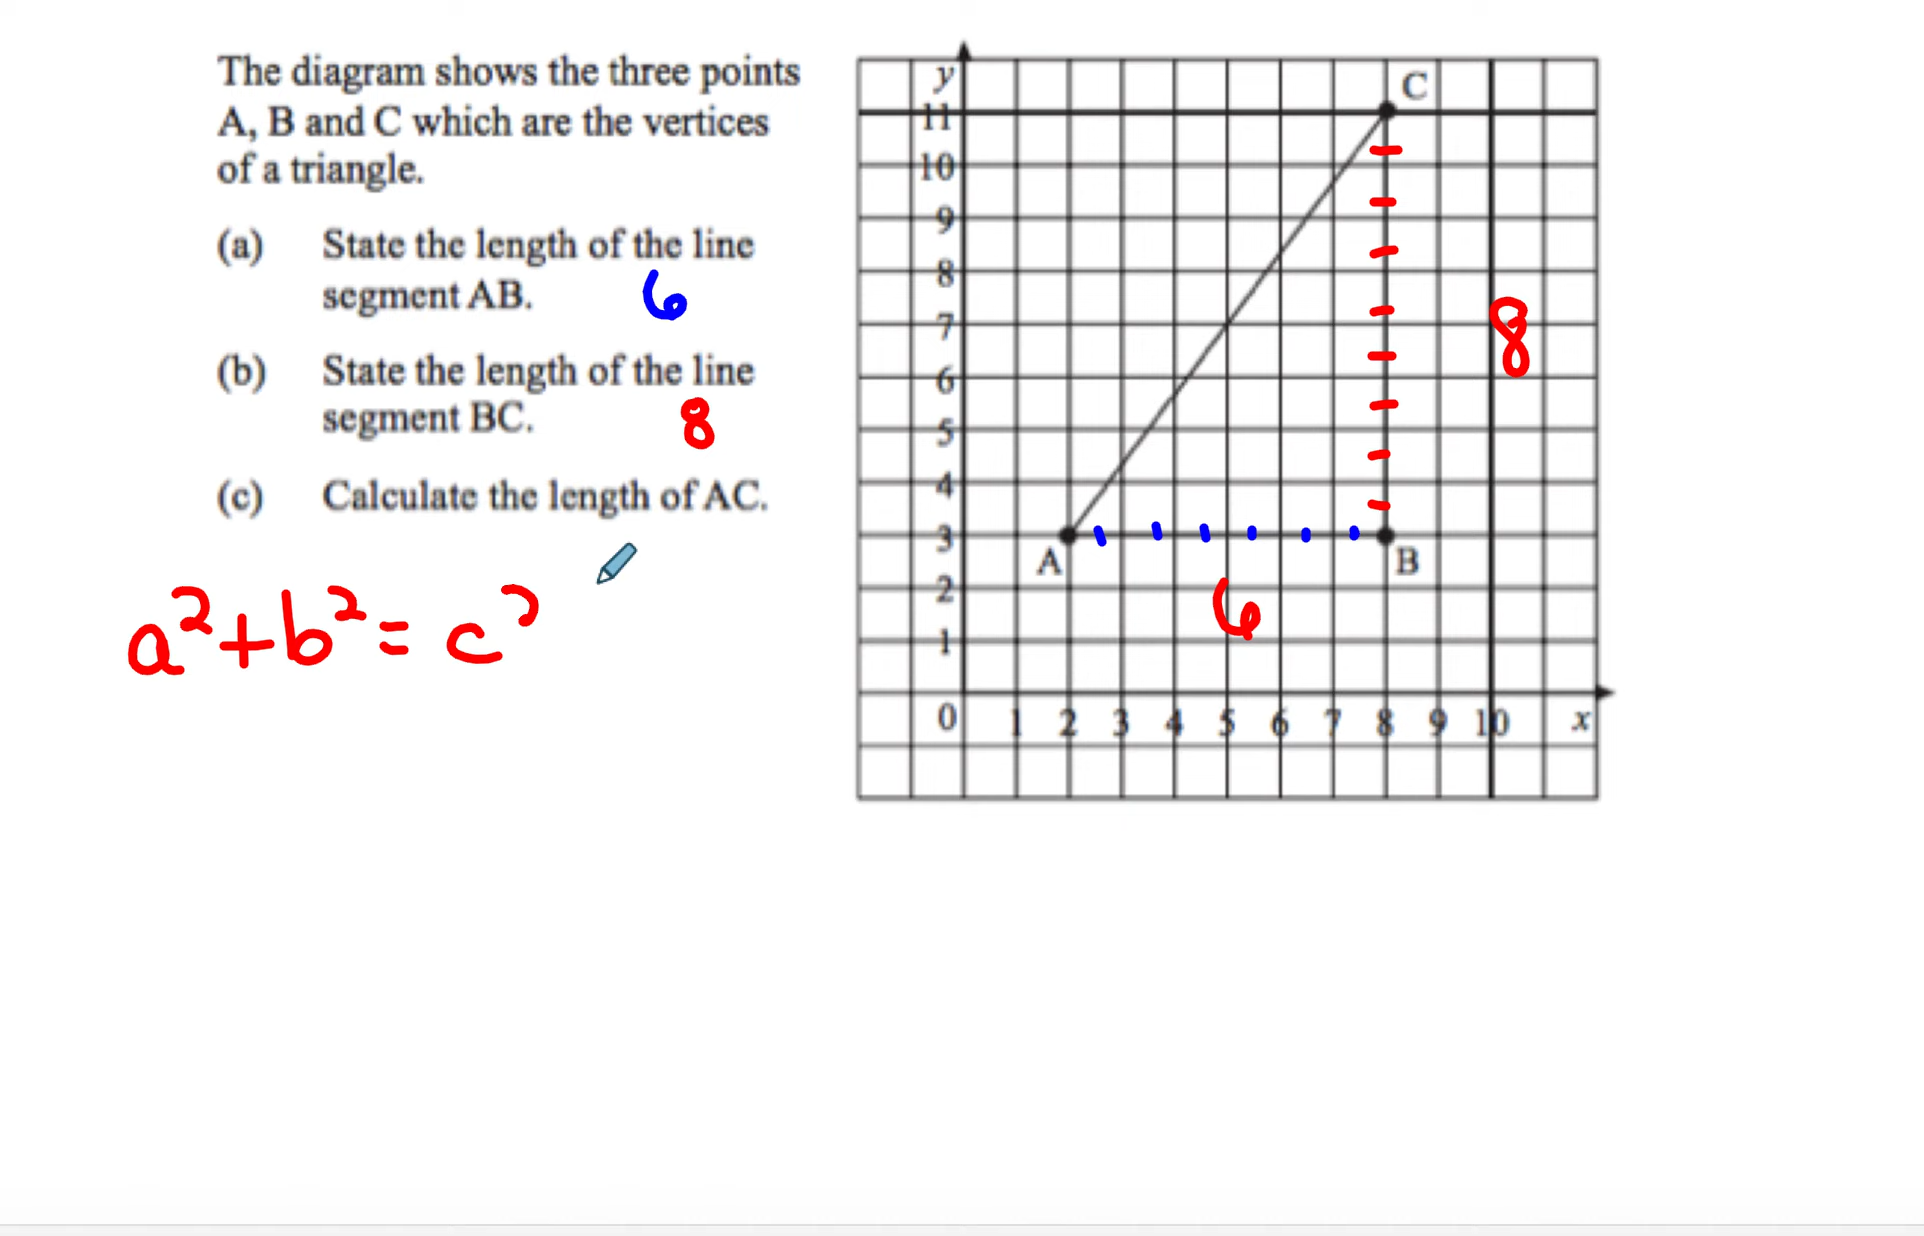 The diagram shows the three points
A, B and C which are the vertices
of a triangle.
(a) State the length of the line
segment AB. 6
(b) State the length of the line
segment BC. 8
(c) Calculate the length of AC.
a²+b²= c²
y
C
11
10
9
8
7
6
5
4
3
2
1
8
A
B
6
0 1 2 3 4 5 6 7 8 9 10 x